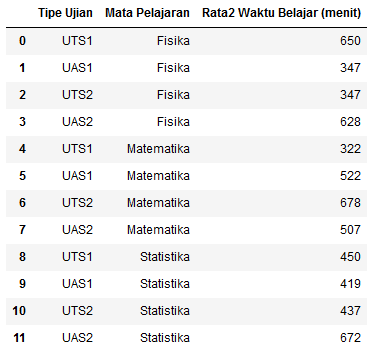 Tipe Ujian Mata Pelajaran Rata2 Waktu Belajar (menit)
0 UTS1 Fisika 650
1 UAS1 Fisika 347
2 UTS2 Fisika 347
3 UAS2 Fisika 628
4 UTS1 Matematika 322
5 UAS1 Matematika 522
6 UTS2 Matematika 678
7 UAS2 Matematika 507
8 UTS1 Statistika 450
9 UAS1 Statistika 419
10 UTS2 Statistika 437
11 UAS2 Statistika 672